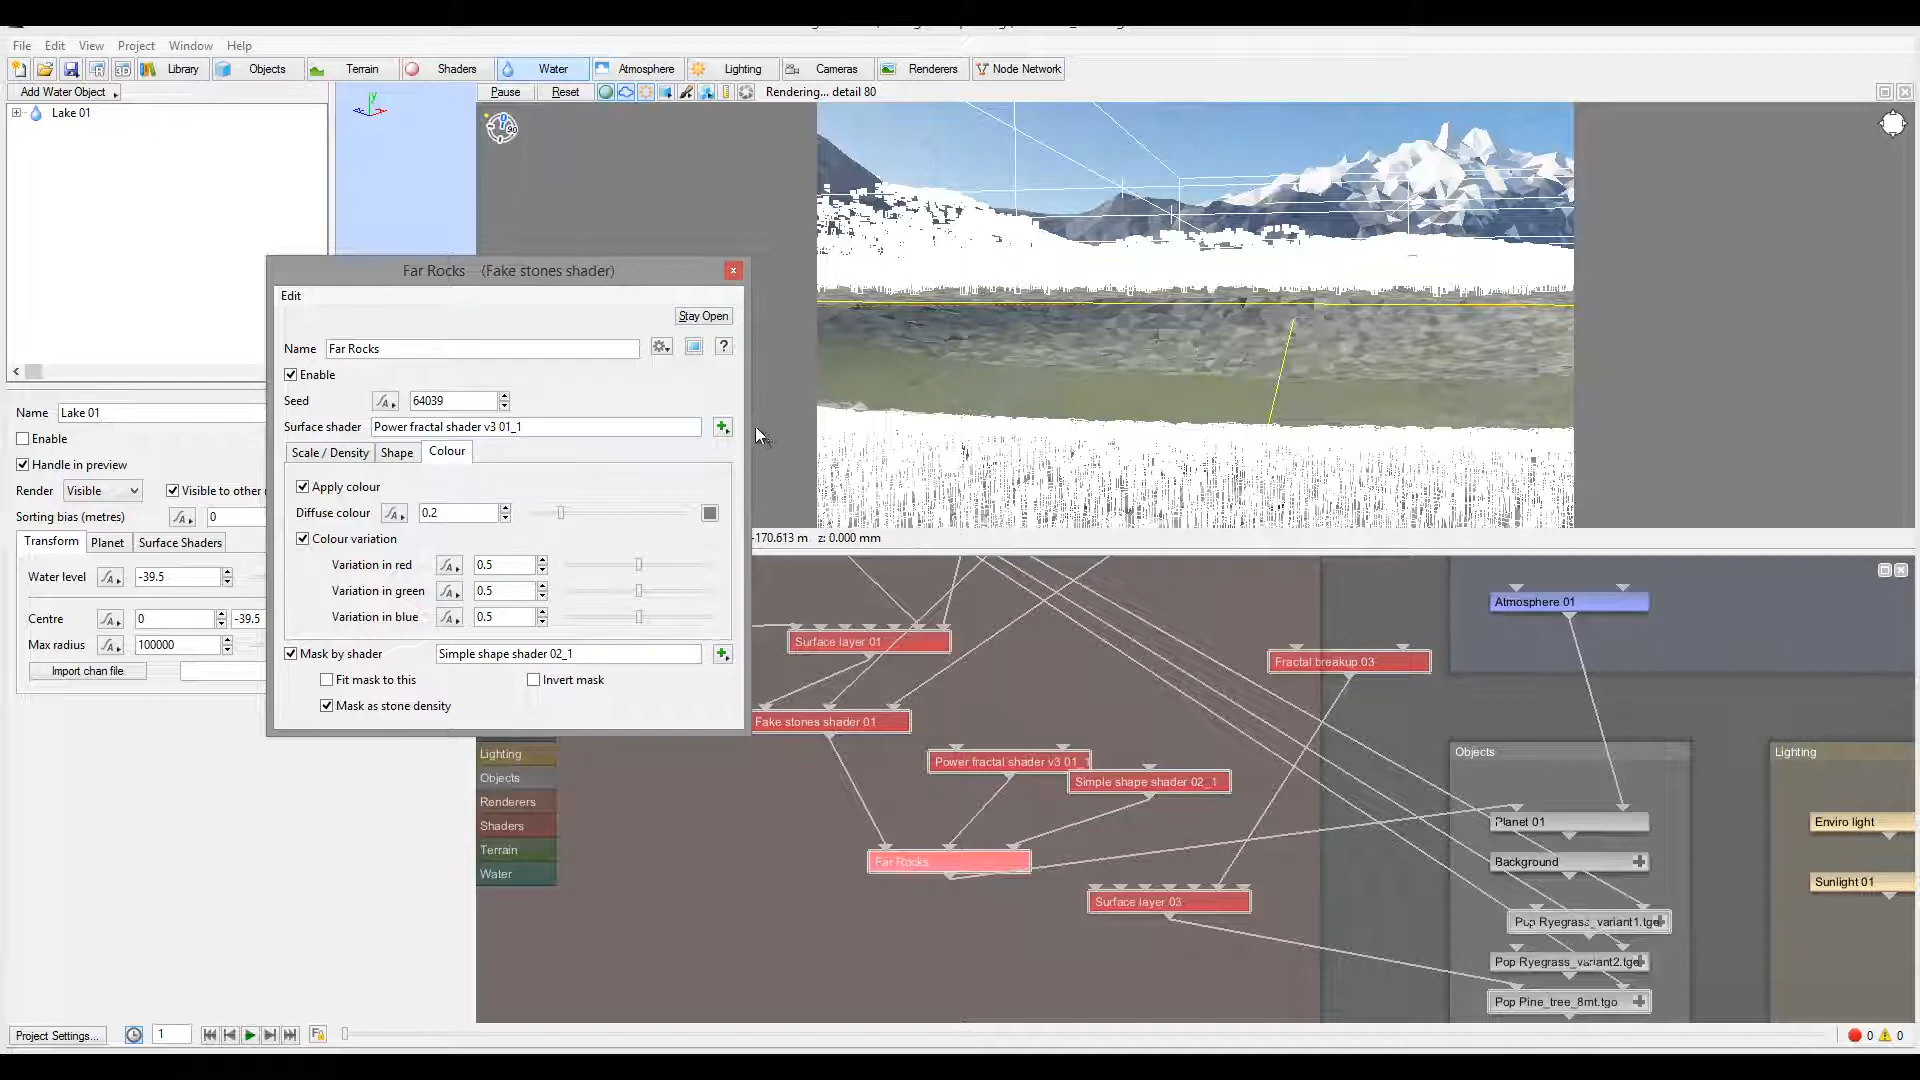 File Edit View Project Window Help
Library Objects Terrain Shaders Water Atmosphere Lighting Cameras Renderers Node Network
Add Water Object Pause Reset Rendering... detail 80
Lake 01
Y
90
Far Rocks (Fake stones shader)
Edit
Stay Open
Name Far Rocks ?
Enable
Seed 64039
Surface shader Power fractal shader v3 01_1
Scale / Density Shape Colour
Apply colour
Diffuse colour 0.2
Colour variation
Variation in red 0.5
Variation in green 0.5
Variation in blue 0.5
Mask by shader Simple shape shader 02_1
Fit mask to this Invert mask
Mask as stone density
Name Lake 01
Enable
Handle in preview
Render Visible Visible to other
Sorting bias (metres) 0
Transform Planet Surface Shaders
Water level -39.5
Centre 0 -39.5
Max radius 100000
Import chan file
-170.613 m z: 0.000 mm
Atmosphere 01
Surface layer 01
Fractal breakup 03
Fake stones shader 01
Power fractal shader v3 01_1
Simple shape shader 02_1
Far Rocks
Surface layer 03
Objects
Planet 01
Background
Pop Ryegrass_variant1.tgo
Pop Ryegrass_variant2.tgo
Pop Pine_tree_8mt.tgo
Lighting
Enviro light
Sunlight 01
Lighting
Objects
Renderers
Shaders
Terrain
Water
Project Settings... 1 0 0